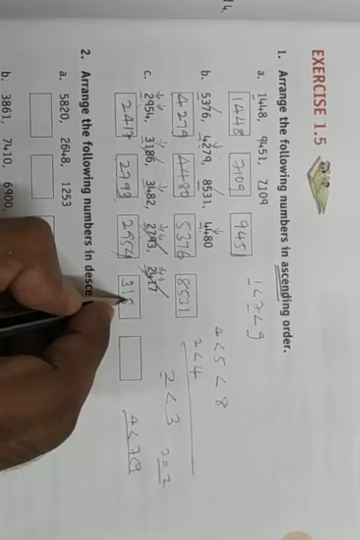 EXERCISE 1.5
1. Arrange the following numbers in ascending order.
a. 1448, 9451, 7109
1448 7109 9451
1<7<9
b. 5376, 4279, 8531, 4480
4279 4480 5376 8531
4<5<8
2<4
c. 2954, 3186, 3482, 2793, 2417
2417 2793 2954 318
2<3 2=2
4<7<9
2. Arrange the following numbers in desce
a. 5820, 2648, 1253
b. 3861, 7410, 6900,